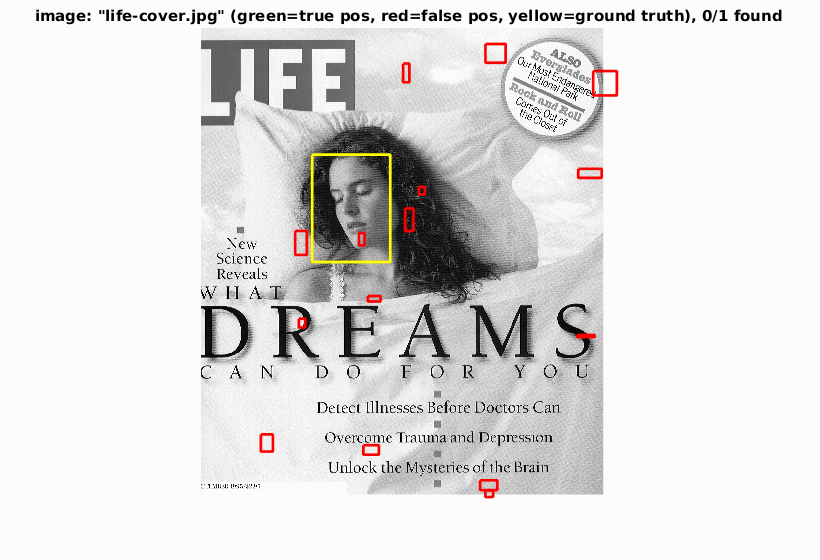 image: "life-cover.jpg" (green=true pos, red=false pos, yellow=ground truth), 0/1 found
LIFE
ALSO
Everglades
Our Most Endangered
National Park
Rock and Roll
Comes Out of
the Closet
New
Science
Reveals
WHAT
DREAMS
CAN DO FOR YOU
Detect Illnesses Before Doctors Can
Overcome Trauma and Depression
Unlock the Mysteries of the Brain